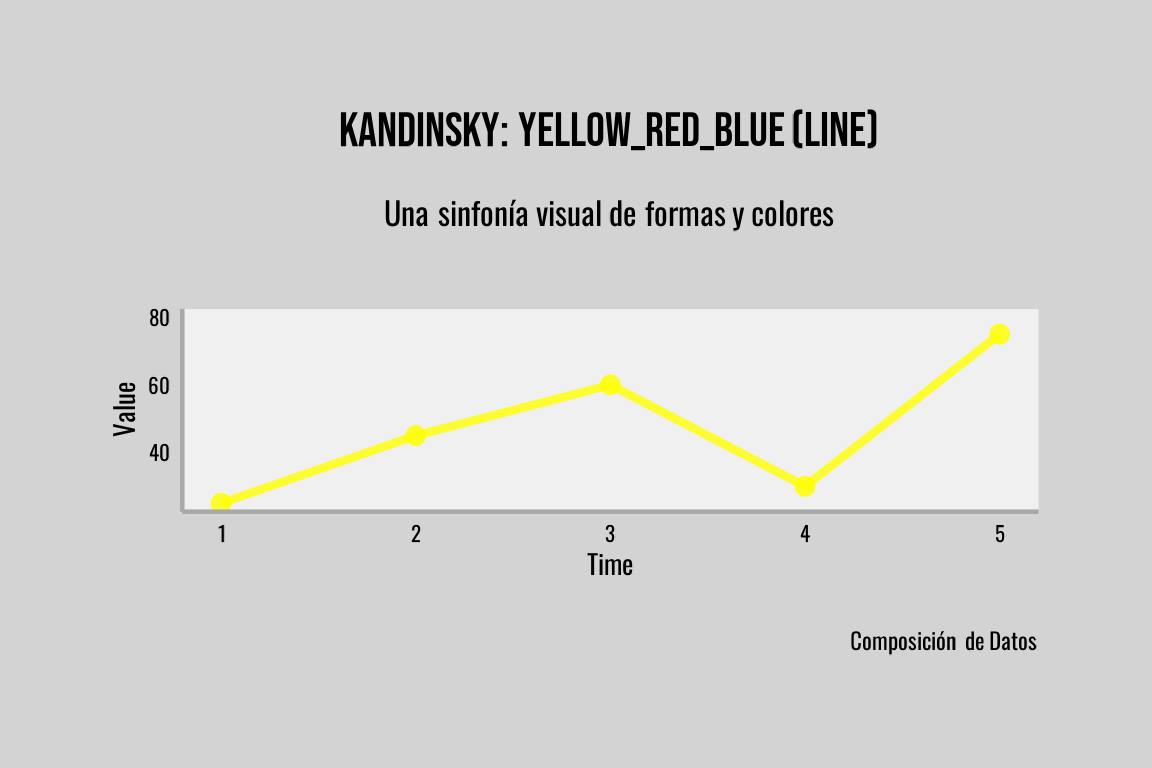 KANDINSKY: YELLOW_RED_BLUE (LINE)
Una sinfonía visual de formas y colores
80
60
40
Value
1 2 3 4 5
Time
Composición de Datos